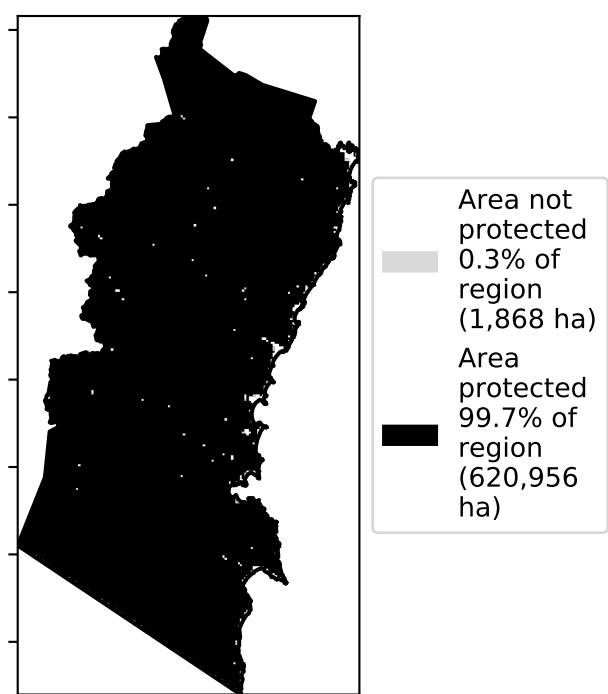 Area not
protected
0.3% of
region
(1,868 ha)
Area
protected
99.7% of
region
(620,956
ha)